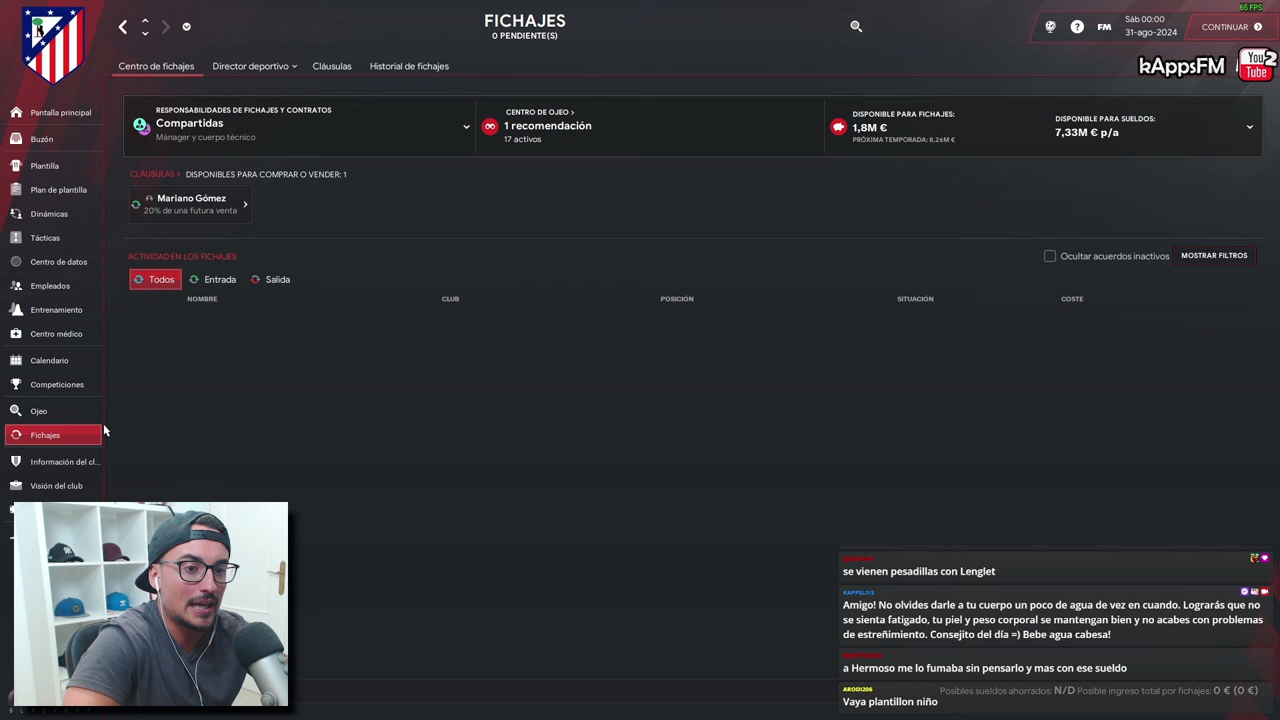 65 FPS
FICHAJES
0 PENDIENTE(S)
FM
Sáb 00:00
31-ago-2024
CONTINUAR
kAppsFM
You
Tube
2
Centro de fichajes
Director deportivo
Cláusulas
Historial de fichajes
Pantalla principal
Buzón
Plantilla
Plan de plantilla
Dinámicas
Tácticas
Centro de datos
Empleados
Entrenamiento
Centro médico
Calendario
Competiciones
Ojeo
Fichajes
Información del cl...
Visión del club
RESPONSABILIDADES DE FICHAJES Y CONTRATOS
Compartidas
Mánager y cuerpo técnico
CENTRO DE OJEO >
1 recomendación
17 activos
DISPONIBLE PARA FICHAJES:
1,8M €
PRÓXIMA TEMPORADA: 8,26M €
DISPONIBLE PARA SUELDOS:
7,33M € p/a
CLÁUSULAS > DISPONIBLES PARA COMPRAR O VENDER: 1
Mariano Gómez
20% de una futura venta
ACTIVIDAD EN LOS FICHAJES
Ocultar acuerdos inactivos
MOSTRAR FILTROS
Todos
Entrada
Salida
NOMBRE
CLUB
POSICIÓN
SITUACIÓN
COSTE
se vienen pesadillas con Lenglet
KAPPSLIVE
Amigo! No olvides darle a tu cuerpo un poco de agua de vez en cuando. Lograrás que no
se sienta fatigado, tu piel y peso corporal se mantengan bien y no acabes con problemas
de estreñimiento. Consejito del día =) Bebe agua cabesa!
a Hermoso me lo fumaba sin pensarlo y mas con ese sueldo
ARODI206
Posibles sueldos ahorrados: N/D Posible ingreso total por fichajes: 0 € (0 €)
Vaya plantillon niño